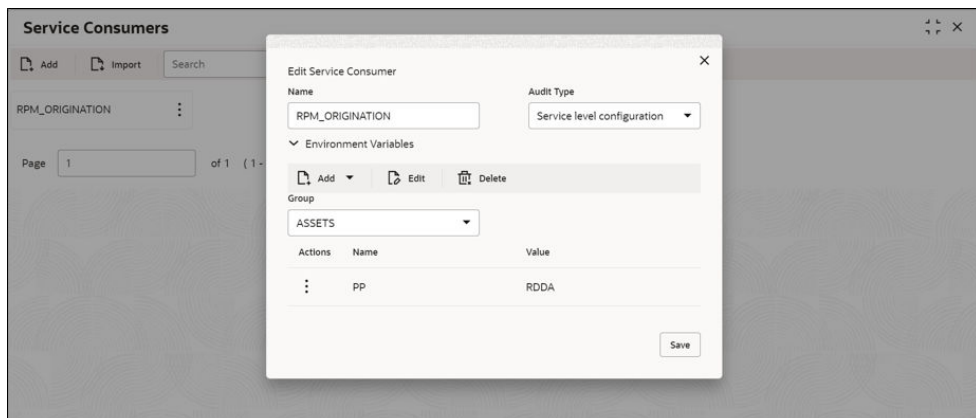 Service Consumers
Add Import Search
RPM_ORIGINATION
Page 1 of 1 (1-
Edit Service Consumer
Name Audit Type
RPM_ORIGINATION Service level configuration
Environment Variables
Add Edit Delete
Group
ASSETS
Actions Name Value
PP RDDA
Save